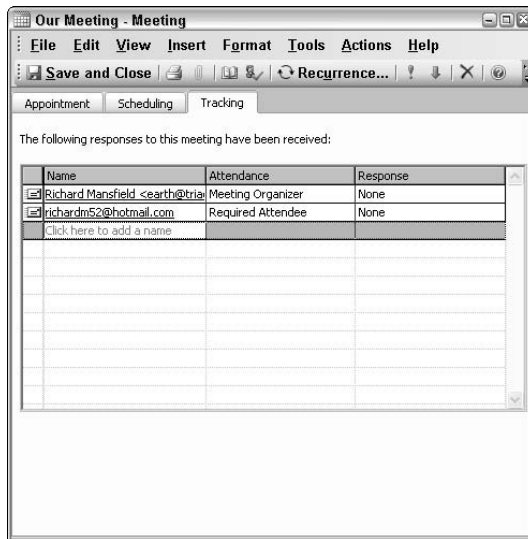 Our Meeting - Meeting
File Edit View Insert Format Tools Actions Help
Save and Close Recurrence...
Appointment Scheduling Tracking
The following responses to this meeting have been received:
Name Attendance Response
Richard Mansfield <earth@tria Meeting Organizer None
richardm52@hotmail.com Required Attendee None
Click here to add a name